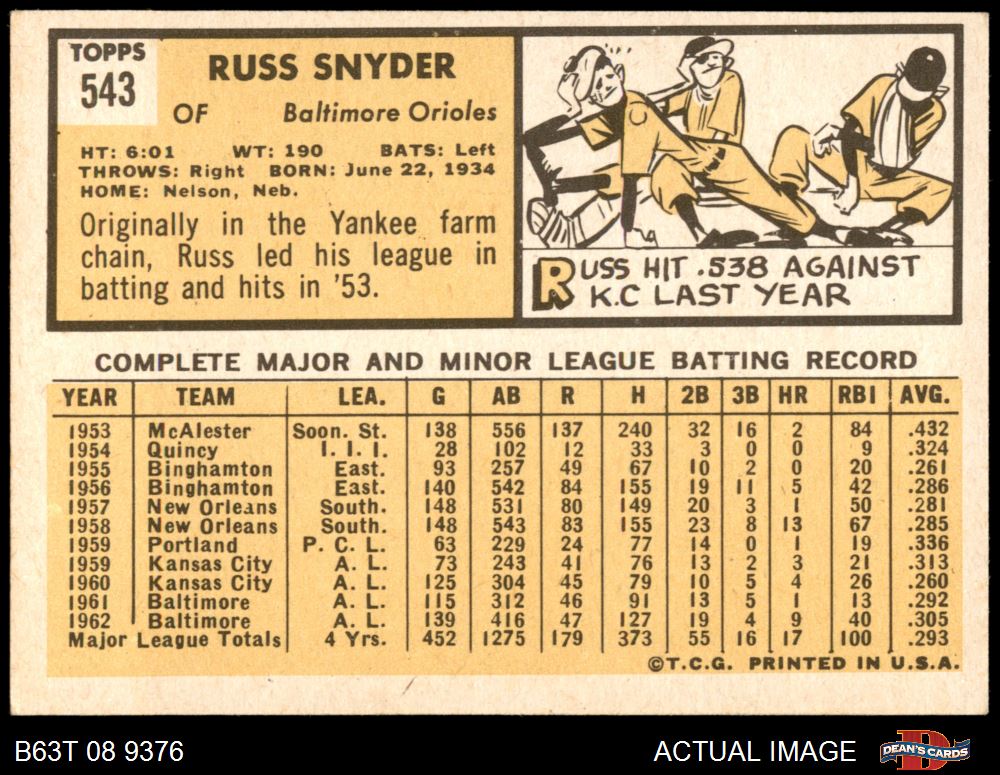 TOPPS
543
RUSS SNYDER
OF Baltimore Orioles
HT: 6:01 WT: 190 BATS: Left
THROWS: Right BORN: June 22, 1934
HOME: Nelson, Neb.
Originally in the Yankee farm
chain, Russ led his league in
batting and hits in '53.
C
RUSS HIT .538 AGAINST
K.C LAST YEAR
COMPLETE MAJOR AND MINOR LEAGUE BATTING RECORD
YEAR TEAM LEA. G AB R H 2B 3B HR RBI AVG.
1953 McAlester Soon. St. 138 556 137 240 32 16 2 84 .432
1954 Quincy I. I. I. 28 102 12 33 3 0 0 9 .324
1955 Binghamton East. 93 257 49 67 10 2 0 20 .261
1956 Binghamton East. 140 542 84 155 19 11 5 42 .286
1957 New Orleans South. 148 531 80 149 20 3 1 50 .281
1958 New Orleans South. 148 543 83 155 23 8 13 67 .285
1959 Portland P. C. L. 63 229 24 77 14 0 1 19 .336
1959 Kansas City A. L. 73 243 41 76 13 2 3 21 .313
1960 Kansas City A. L. 125 304 45 79 10 5 4 26 .260
1961 Baltimore A. L. 115 312 46 91 13 5 1 13 .292
1962 Baltimore A. L. 139 416 47 127 19 4 9 40 .305
Major League Totals 4 Yrs. 452 1275 179 373 55 16 17 100 .293
©T.C.G. PRINTED IN U.S.A.
B63T 08 9376 ACTUAL IMAGE D DEAN'S CARDS